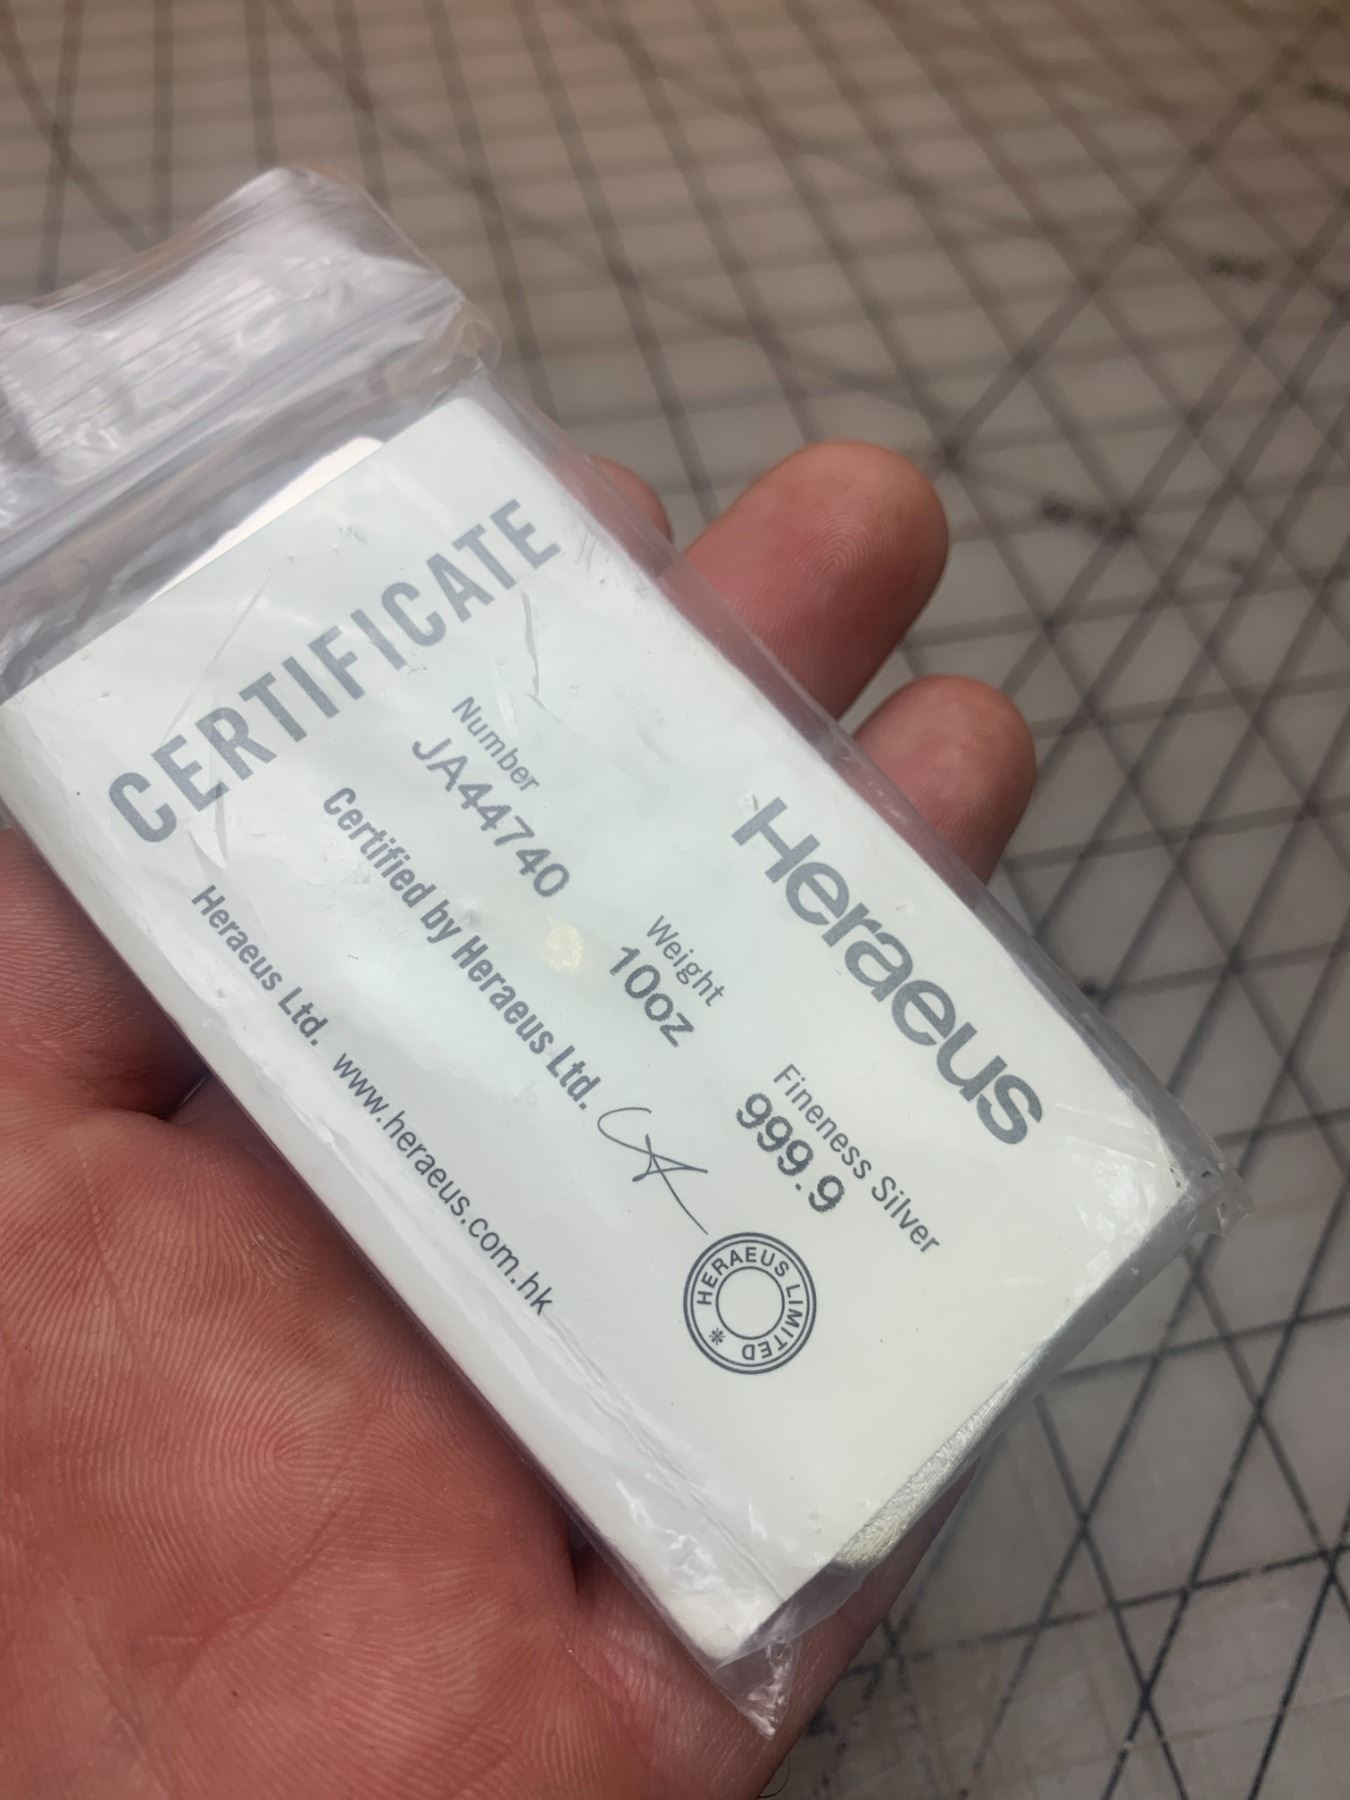 CERTIFICATE
Heraeus
Number
JA44740
Weight
10oz
Fineness Silver
999.9
Certified by Heraeus Ltd.
HERAEUS LIMITED *
Heraeus Ltd. www.heraeus.com.hk